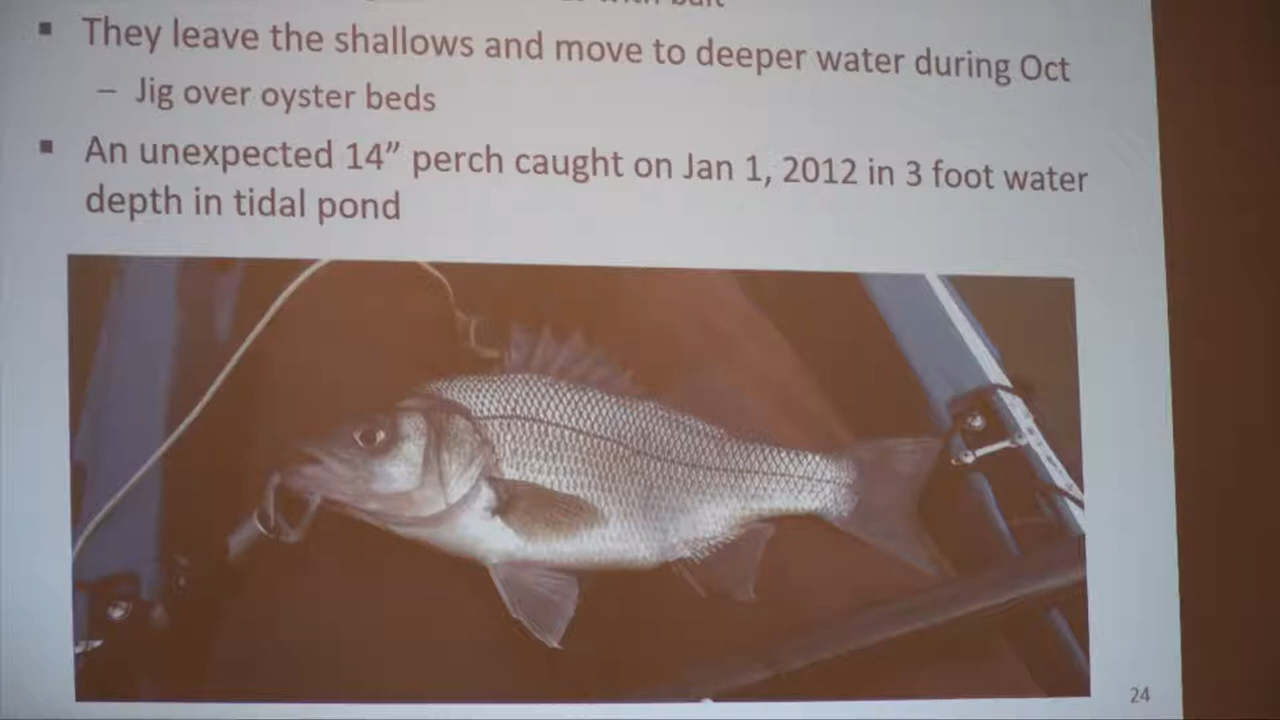 ▪ They leave the shallows and move to deeper water during Oct
– Jig over oyster beds
▪ An unexpected 14” perch caught on Jan 1, 2012 in 3 foot water
depth in tidal pond
24